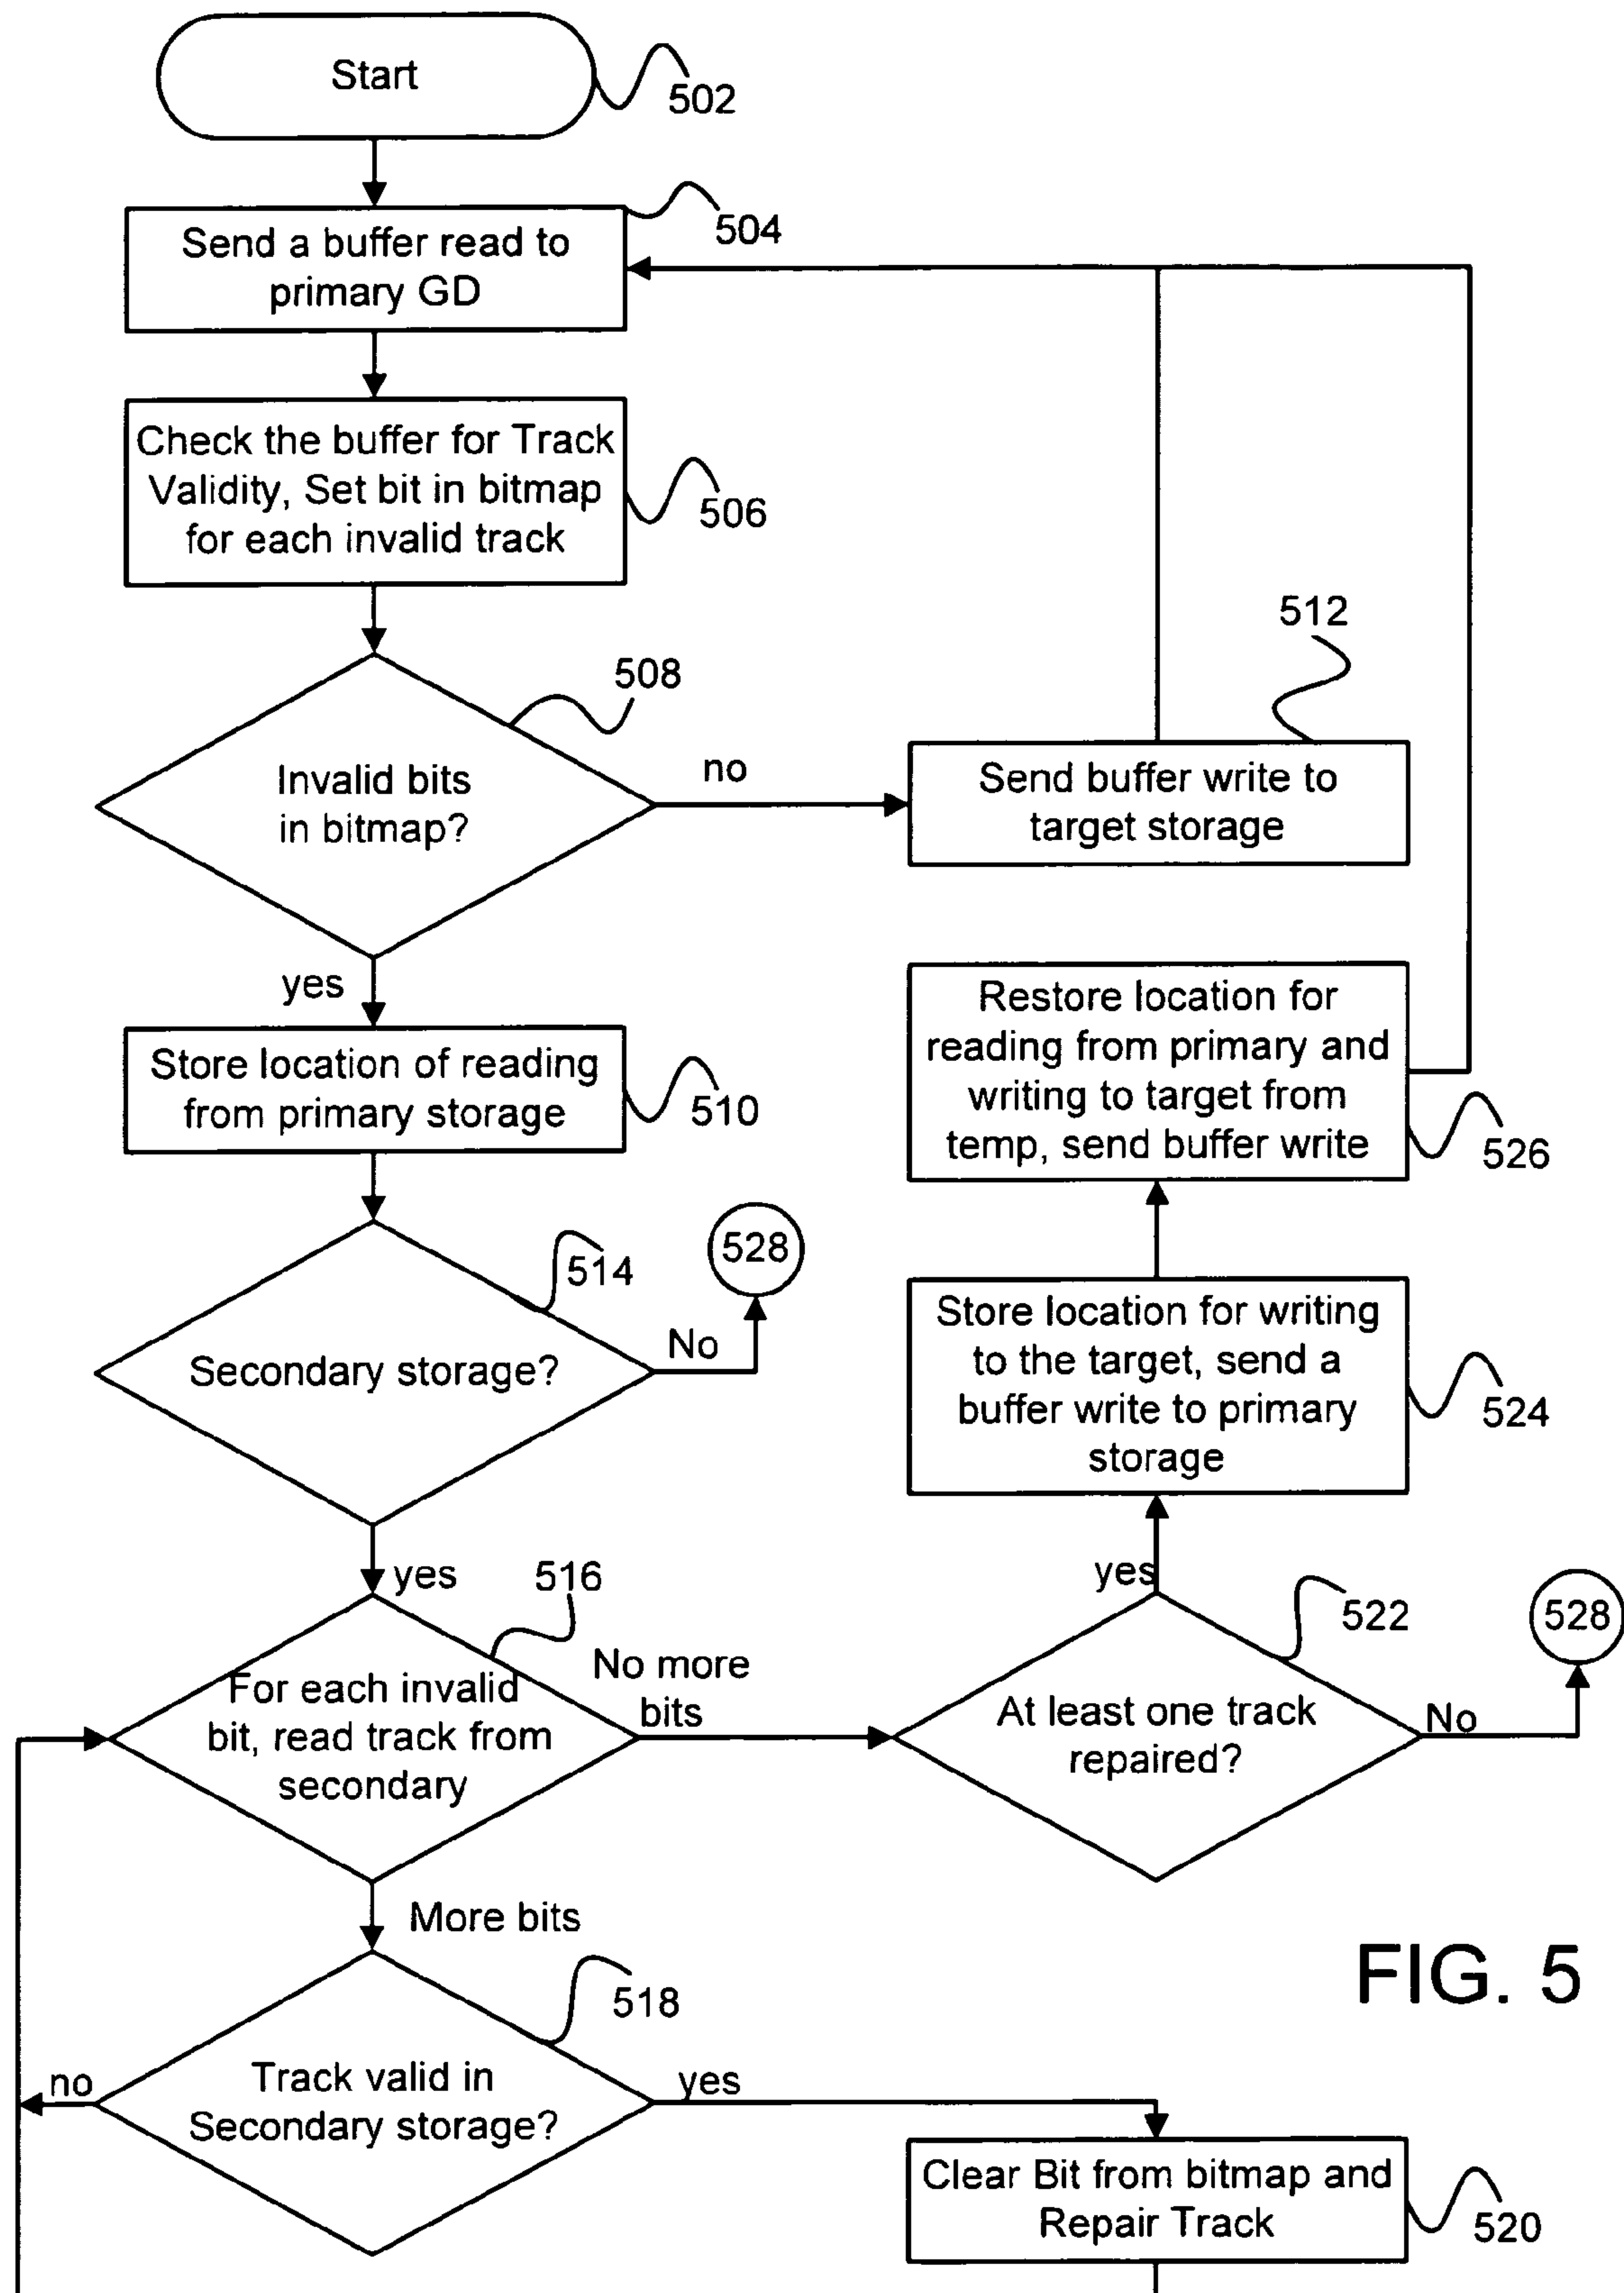 Start
502
Send a buffer read to
primary GD
504
Check the buffer for Track
Validity, Set bit in bitmap
for each invalid track
506
Invalid bits
in bitmap?
508
no
512
Send buffer write to
target storage
yes
Store location of reading
from primary storage
510
Restore location for
reading from primary and
writing to target from
temp, send buffer write
526
Secondary storage?
514
No
528
Store location for writing
to the target, send a
buffer write to primary
storage
524
yes
516
For each invalid
bit, read track from
secondary
No more
bits
yes
At least one track
repaired?
522
No
528
More bits
FIG. 5
Track valid in
Secondary storage?
518
no
yes
Clear Bit from bitmap and
Repair Track
520